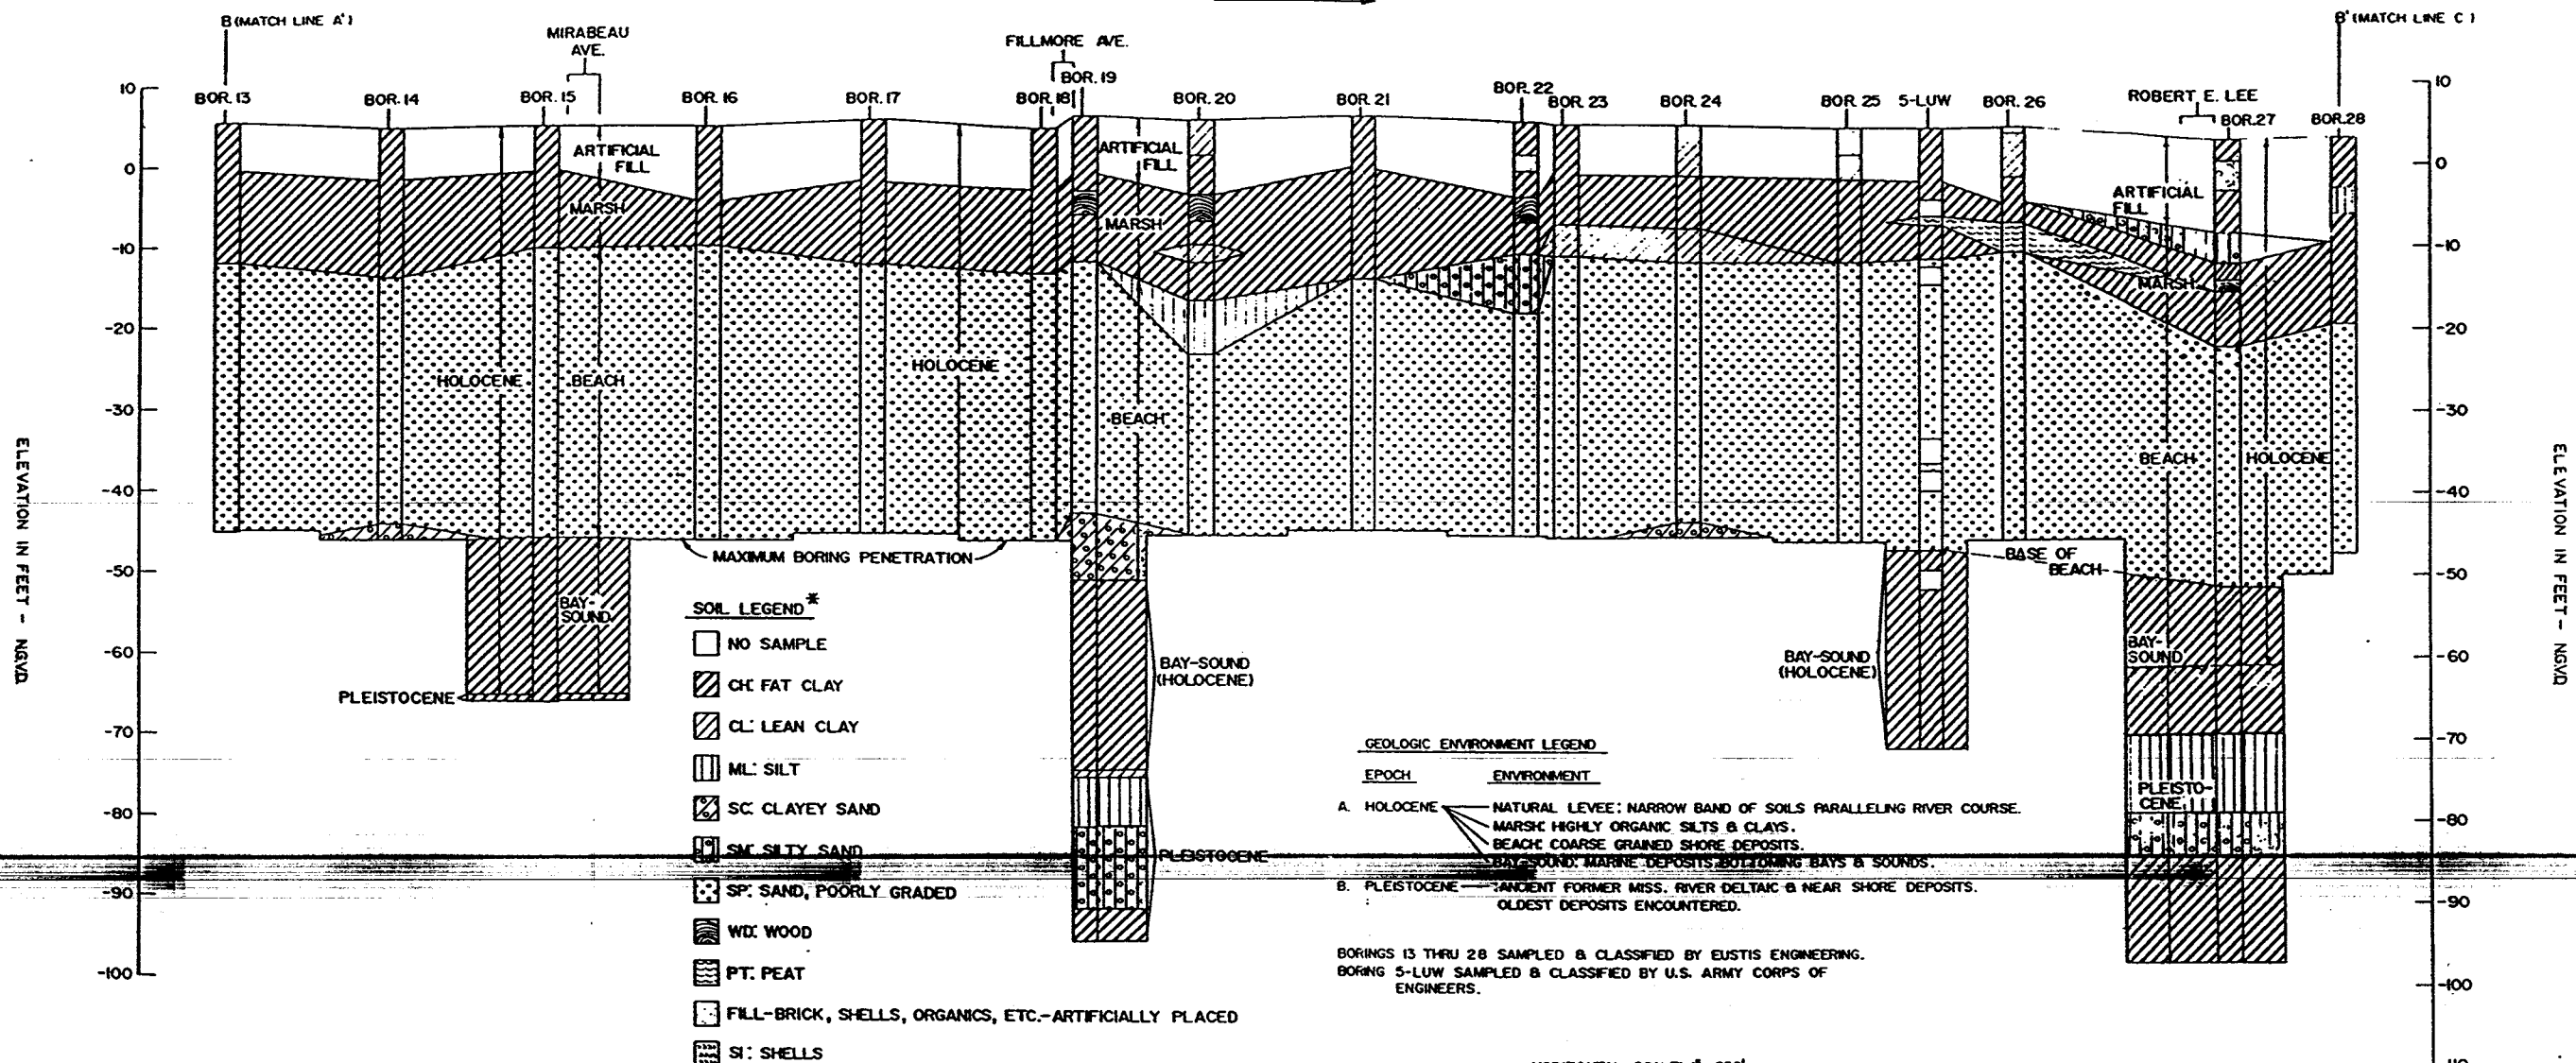 B (MATCH LINE A')
B' (MATCH LINE C)
MIRABEAU
AVE.
FILLMORE AVE.
ROBERT E. LEE
BOR. 13
BOR. 14
BOR. 15
BOR. 16
BOR. 17
BOR. 18
BOR. 19
BOR. 20
BOR. 21
BOR. 22
BOR. 23
BOR. 24
BOR. 25
5-LUW
BOR. 26
BOR. 27
BOR. 28
10
0
-10
-20
-30
-40
-50
-60
-70
-80
-90
-100
ELEVATION IN FEET - NGVD
ARTIFICIAL
FILL
MARSH
HOLOCENE
BEACH
BAY-
SOUND
PLEISTOCENE
HOLOCENE
MAXIMUM BORING PENETRATION
ARTIFICIAL
FILL
MARSH
BEACH
BAY-SOUND
(HOLOCENE)
PLEISTOCENE
BAY-SOUND
(HOLOCENE)
BASE OF
BEACH
ARTIFICIAL
FILL
MARSH
BEACH
HOLOCENE
BAY-
SOUND
PLEISTO-
CENE
10
0
-10
-20
-30
-40
-50
-60
-70
-80
-90
-100
-110
ELEVATION IN FEET - NGVD
SOIL LEGEND *
NO SAMPLE
CH: FAT CLAY
CL: LEAN CLAY
ML: SILT
SC: CLAYEY SAND
SM: SILTY SAND
SP: SAND, POORLY GRADED
WD: WOOD
PT: PEAT
FILL-BRICK, SHELLS, ORGANICS, ETC.-ARTIFICIALLY PLACED
SI: SHELLS
GEOLOGIC ENVIRONMENT LEGEND
EPOCH ENVIRONMENT
A. HOLOCENE NATURAL LEVEE: NARROW BAND OF SOILS PARALLELING RIVER COURSE.
MARSH: HIGHLY ORGANIC SILTS & CLAYS.
BEACH: COARSE GRAINED SHORE DEPOSITS.
BAY-SOUND: MARINE DEPOSITS BOTTOMING BAYS & SOUNDS.
B. PLEISTOCENE ANCIENT FORMER MISS. RIVER DELTAIC & NEAR SHORE DEPOSITS.
OLDEST DEPOSITS ENCOUNTERED.
BORINGS 13 THRU 28 SAMPLED & CLASSIFIED BY EUSTIS ENGINEERING.
BORING 5-LUW SAMPLED & CLASSIFIED BY U.S. ARMY CORPS OF
ENGINEERS.